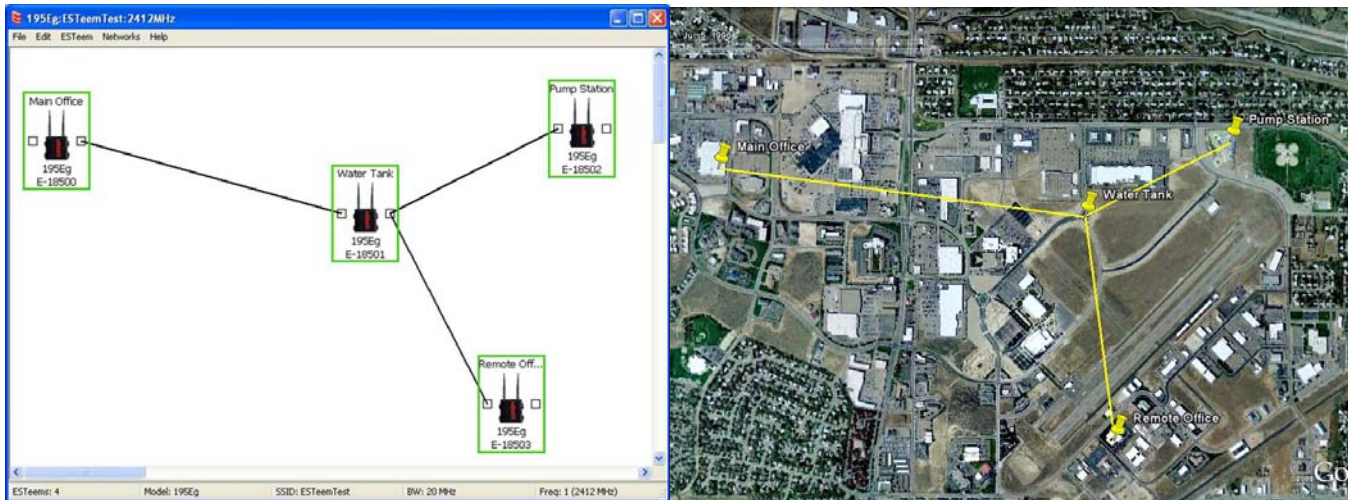 195Eg:ESTeemTest:2412MHz
File Edit ESTeem Networks Help
Main Office
195Eg
E-18500
Pump Station
195Eg
E-18502
Water Tank
195Eg
E-18501
Remote Off...
195Eg
E-18503
ESTeems: 4 Model: 195Eg SSID: ESTeemTest BW: 20 MHz Freq: 1 (2412 MHz)
Pump Station
Main Office
Water Tank
Remote Office
Go